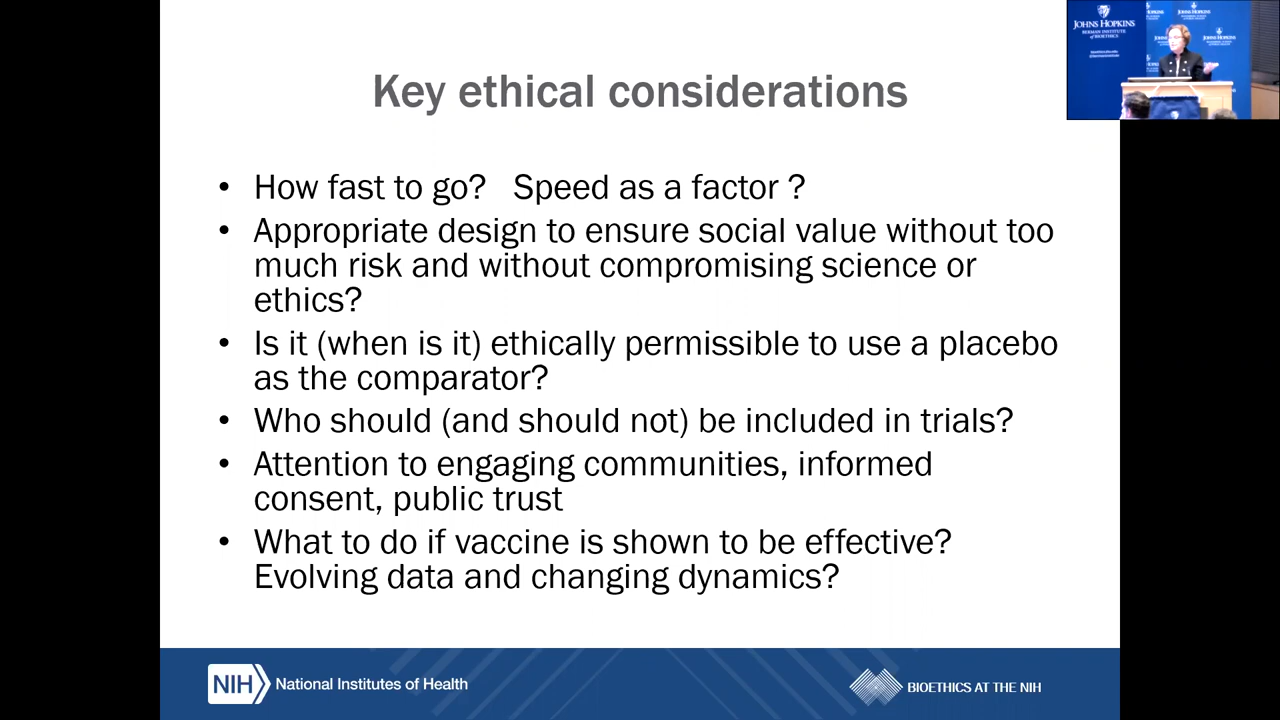 Key ethical considerations
• How fast to go? Speed as a factor ?
• Appropriate design to ensure social value without too
much risk and without compromising science or
ethics?
• Is it (when is it) ethically permissible to use a placebo
as the comparator?
• Who should (and should not) be included in trials?
• Attention to engaging communities, informed
consent, public trust
• What to do if vaccine is shown to be effective?
Evolving data and changing dynamics?
NIH National Institutes of Health
BIOETHICS AT THE NIH
JOHNS HOPKINS
BERMAN INSTITUTE
of BIOETHICS